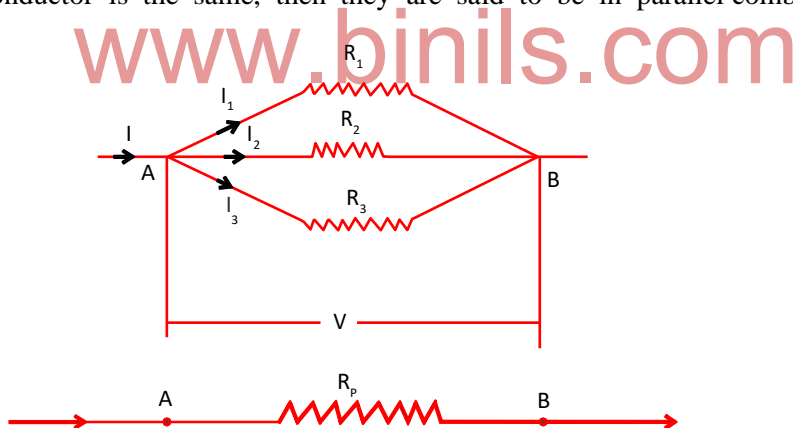 onductor is the same, then they are said to be in parallel
www.binils.com
R1
I1
R2
I I2
A B
R3
I3
V
A RP B